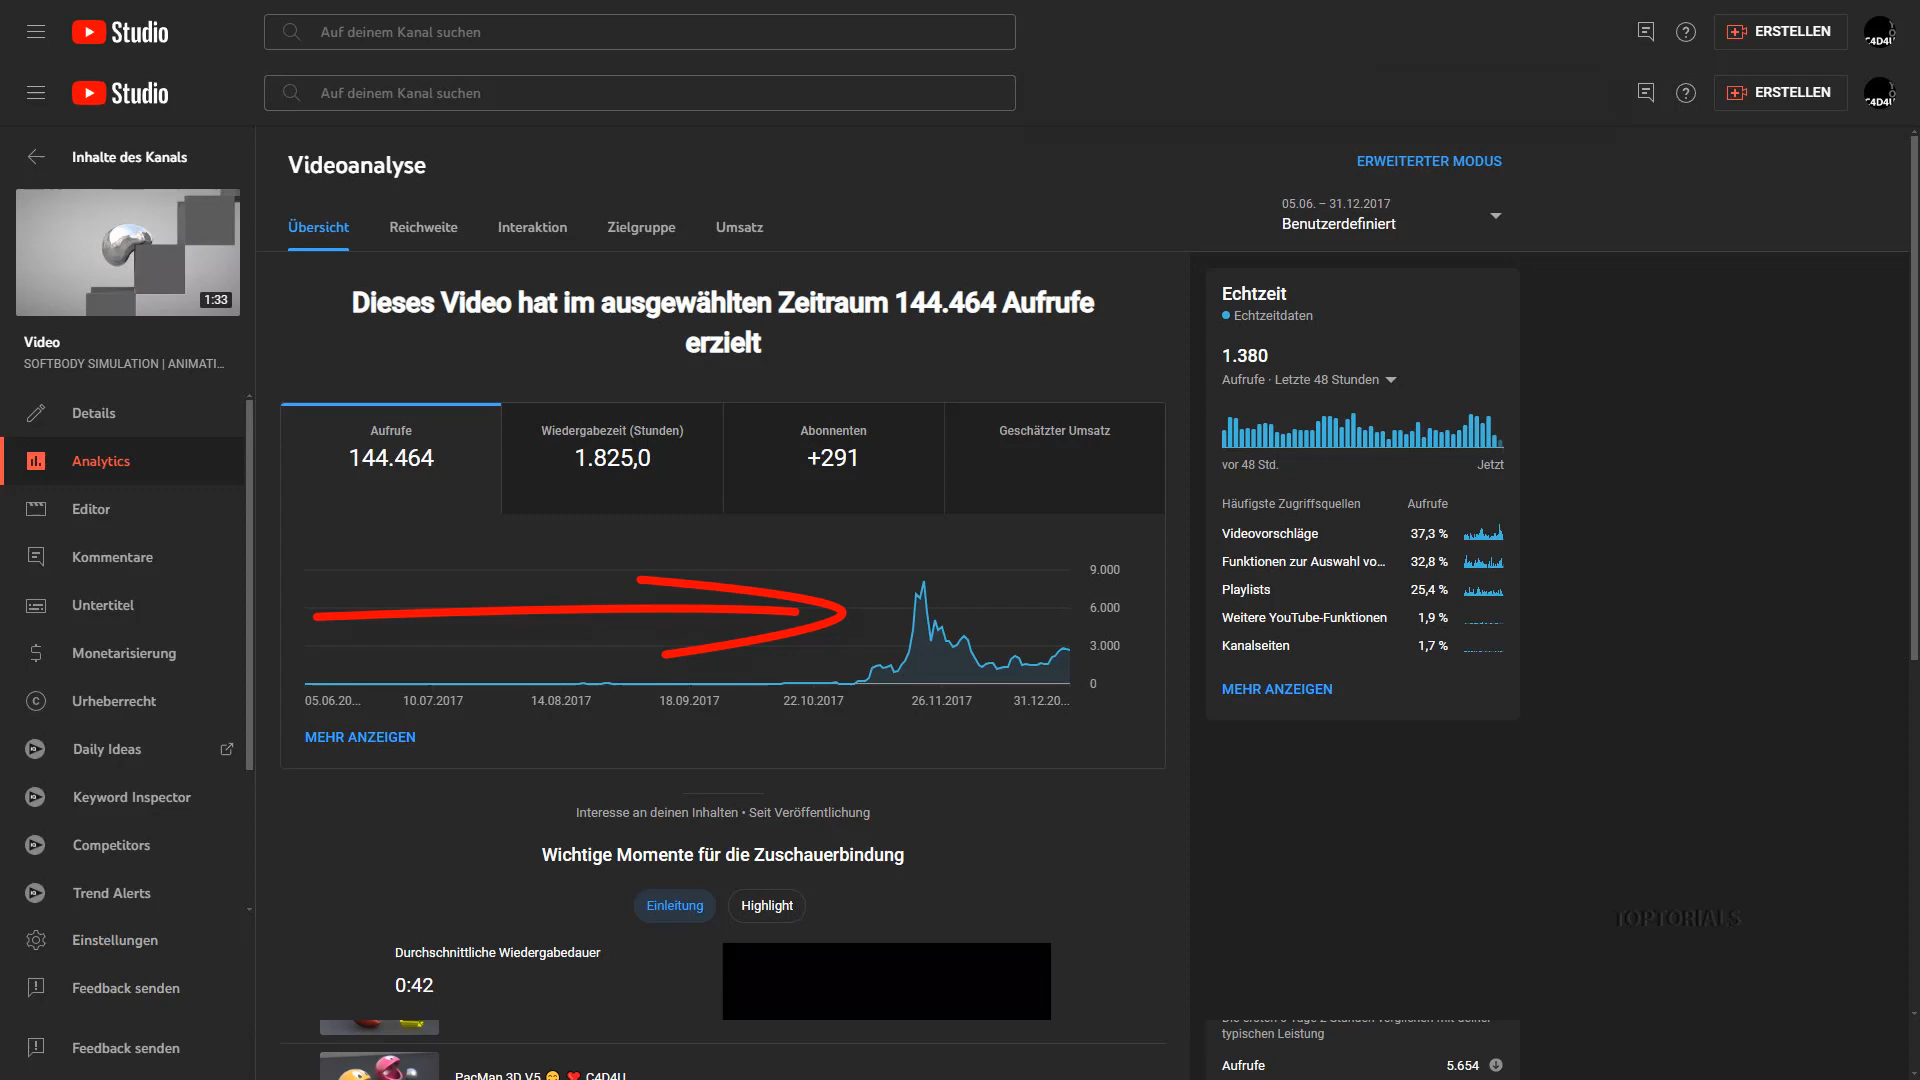 Studio
Auf deinem Kanal suchen
ERSTELLEN
C4D4U
Studio
Auf deinem Kanal suchen
ERSTELLEN
C4D4U
Inhalte des Kanals
1:33
Video
SOFTBODY SIMULATION | ANIMATI...
Details
Analytics
Editor
Kommentare
Untertitel
Monetarisierung
Urheberrecht
Daily Ideas
Keyword Inspector
Competitors
Trend Alerts
Einstellungen
Feedback senden
Feedback senden
Videoanalyse
ERWEITERTER MODUS
05.06. – 31.12.2017
Benutzerdefiniert
Übersicht
Reichweite
Interaktion
Zielgruppe
Umsatz
Dieses Video hat im ausgewählten Zeitraum 144.464 Aufrufe
erzielt
Aufrufe
144.464
Wiedergabezeit (Stunden)
1.825,0
Abonnenten
+291
Geschätzter Umsatz
9.000
6.000
3.000
0
05.06.20... 10.07.2017 14.08.2017 18.09.2017 22.10.2017 26.11.2017 31.12.20...
MEHR ANZEIGEN
Interesse an deinen Inhalten • Seit Veröffentlichung
Wichtige Momente für die Zuschauerbindung
Einleitung
Highlight
Durchschnittliche Wiedergabedauer
0:42
PacMan 3D V5 😊 ❤️ C4D4U
Echtzeit
Echtzeitdaten
1.380
Aufrufe · Letzte 48 Stunden
vor 48 Std. Jetzt
Häufigste Zugriffsquellen Aufrufe
Videovorschläge 37,3 %
Funktionen zur Auswahl vo... 32,8 %
Playlists 25,4 %
Weitere YouTube-Funktionen 1,9 %
Kanalseiten 1,7 %
MEHR ANZEIGEN
TOPTORIALS
typischen Leistung
Aufrufe 5.654